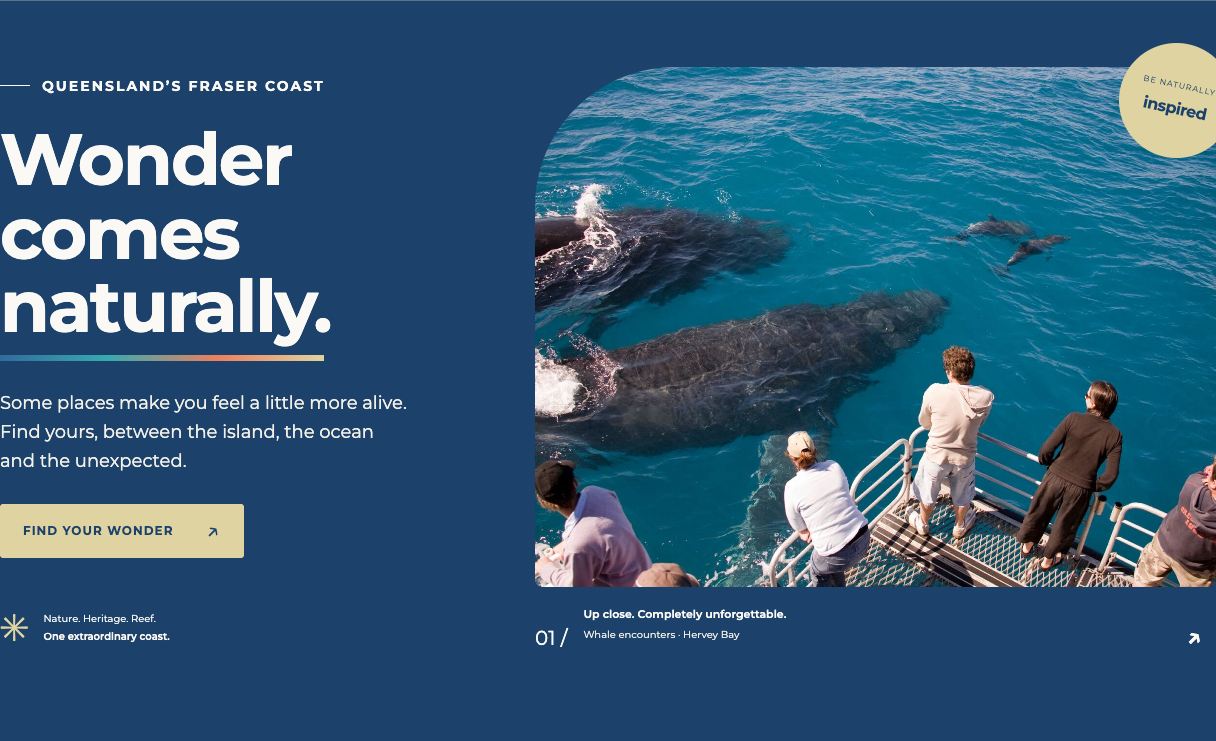 QUEENSLAND’S FRASER COAST
Wonder
comes
naturally.
Some places make you feel a little more alive.
Find yours, between the island, the ocean
and the unexpected.
FIND YOUR WONDER
Nature. Heritage. Reef.
One extraordinary coast.
BE NATURALLY
inspired
01 /
Up close. Completely unforgettable.
Whale encounters · Hervey Bay